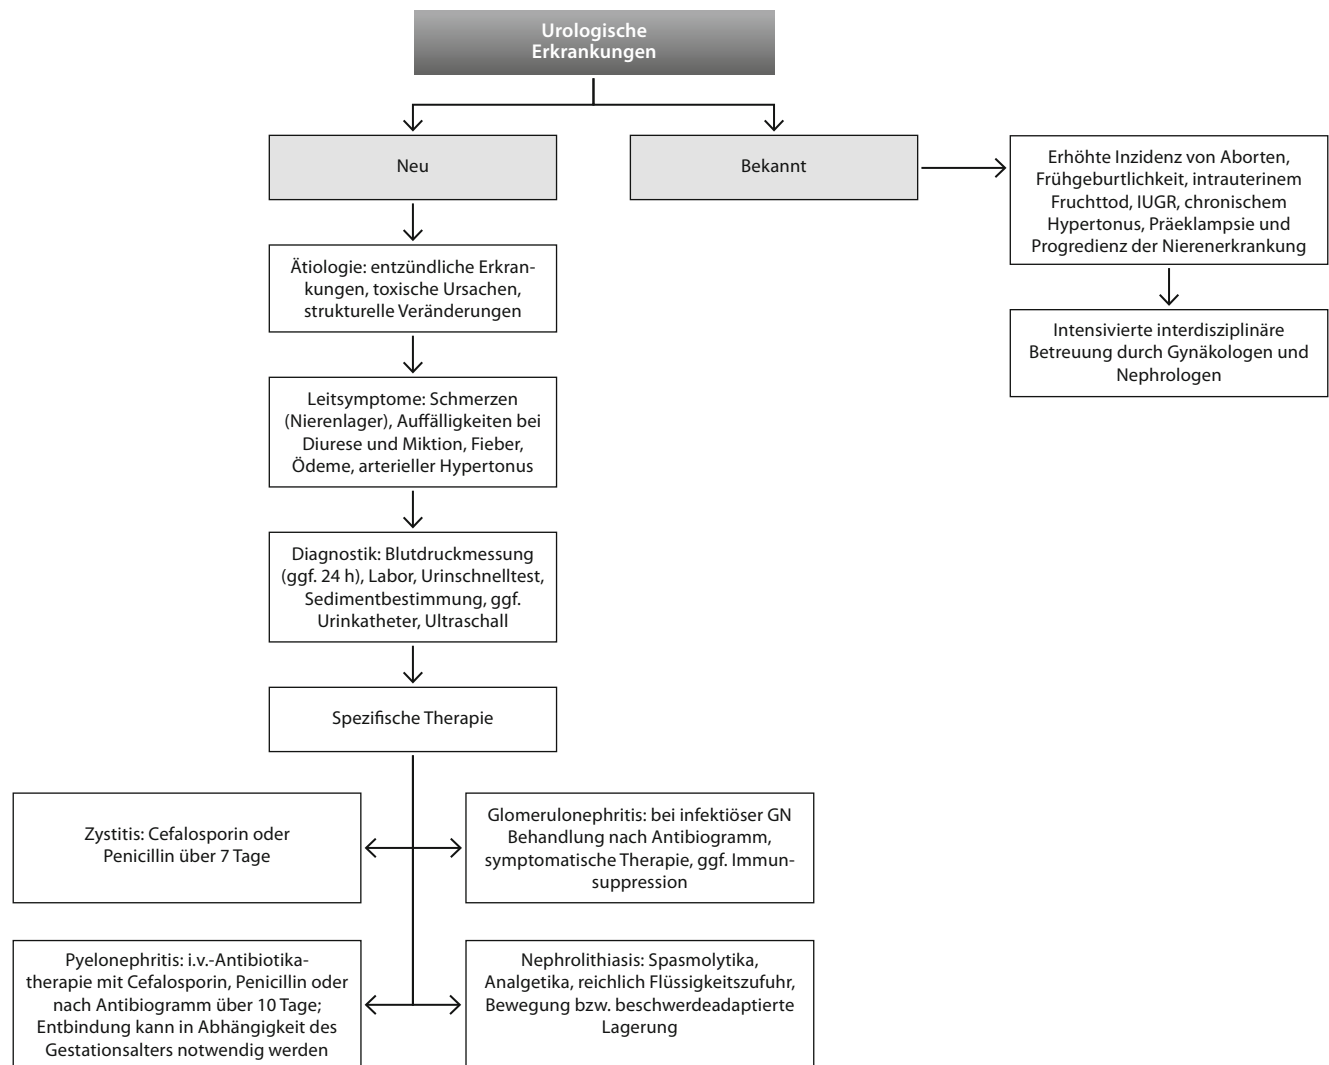 Urologische
Erkrankungen
Neu
Bekannt
Erhöhte Inzidenz von Aborten,
Frühgeburtlichkeit, intrauterinem
Fruchttod, IUGR, chronischem
Hypertonus, Präeklampsie und
Progredienz der Nierenerkrankung
Ätiologie: entzündliche Erkran-
kungen, toxische Ursachen,
strukturelle Veränderungen
Intensivierte interdisziplinäre
Betreuung durch Gynäkologen und
Nephrologen
Leitsymptome: Schmerzen
(Nierenlager), Auffälligkeiten bei
Diurese und Miktion, Fieber,
Ödeme, arterieller Hypertonus
Diagnostik: Blutdruckmessung
(ggf. 24 h), Labor, Urinschnelltest,
Sedimentbestimmung, ggf.
Urinkatheter, Ultraschall
Spezifische Therapie
Zystitis: Cefalosporin oder
Penicillin über 7 Tage
Glomerulonephritis: bei infektiöser GN
Behandlung nach Antibiogramm,
symptomatische Therapie, ggf. Immun-
suppression
Pyelonephritis: i.v.-Antibiotika-
therapie mit Cefalosporin, Penicillin oder
nach Antibiogramm über 10 Tage;
Entbindung kann in Abhängigkeit des
Gestationsalters notwendig werden
Nephrolithiasis: Spasmolytika,
Analgetika, reichlich Flüssigkeitszufuhr,
Bewegung bzw. beschwerdeadaptierte
Lagerung